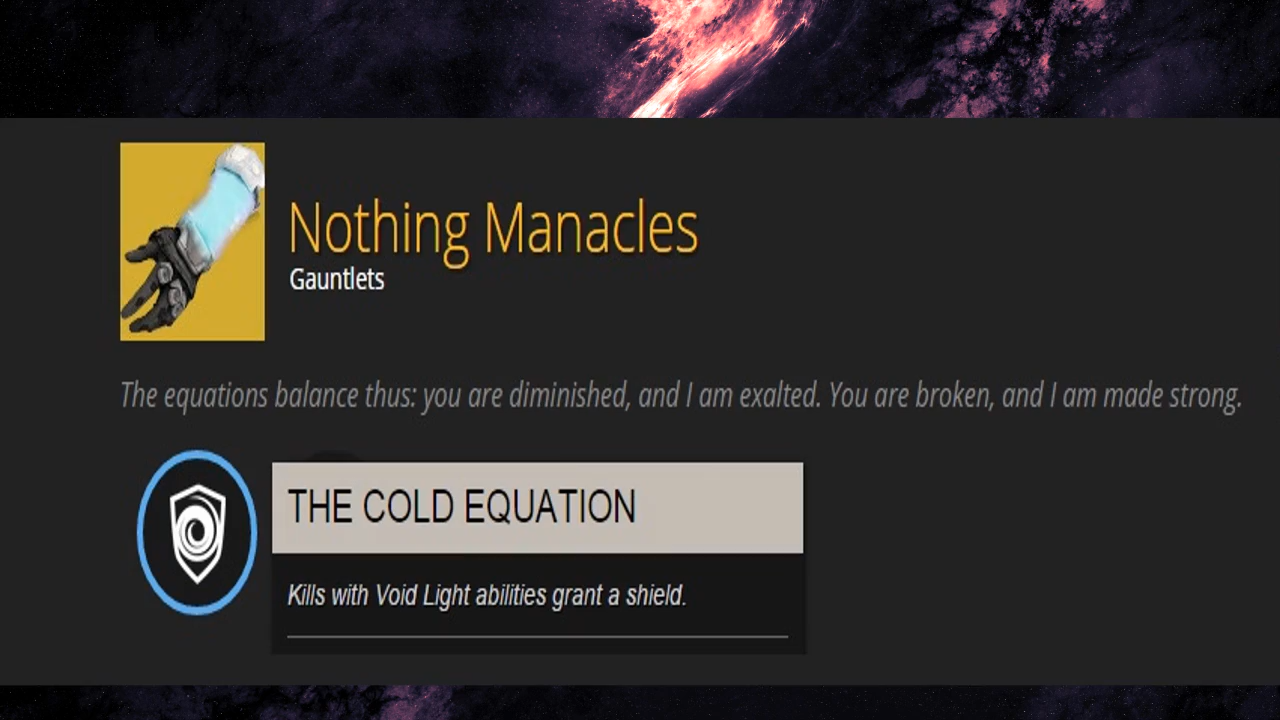 Nothing Manacles
Gauntlets
The equations balance thus: you are diminished, and I am exalted. You are broken, and I am made strong.
THE COLD EQUATION
Kills with Void Light abilities grant a shield.